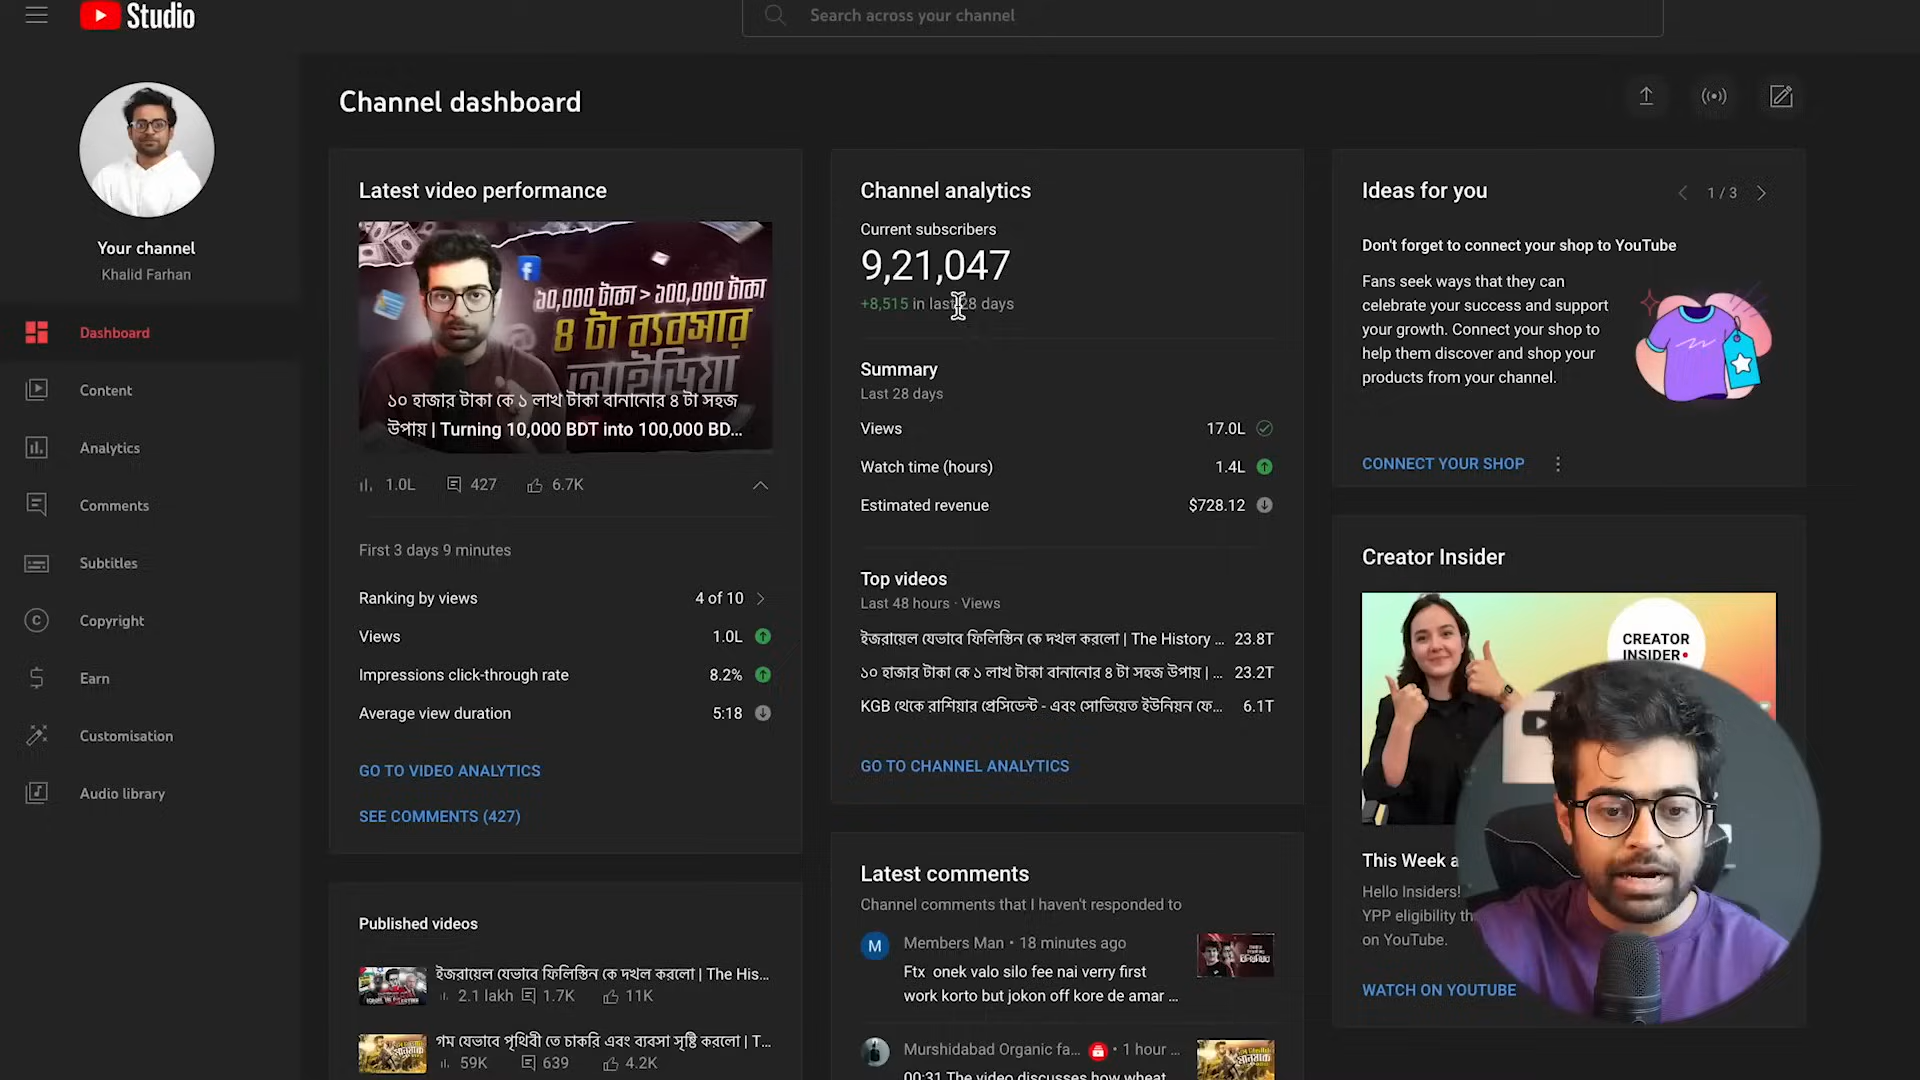 Studio
Search across your channel
Your channel
Khalid Farhan
Dashboard
Content
Analytics
Comments
Subtitles
Copyright
Earn
Customisation
Audio library
Channel dashboard
Latest video performance
১০,০০০ টাকা > ১০০,০০০ টাকা
৪ টা ব্যবসার
আইডিয়া
১০ হাজার টাকা কে ১ লাখ টাকা বানানোর ৪ টা সহজ
উপায় | Turning 10,000 BDT into 100,000 BD...
1.0L 427 6.7K
First 3 days 9 minutes
Ranking by views 4 of 10
Views 1.0L
Impressions click-through rate 8.2%
Average view duration 5:18
GO TO VIDEO ANALYTICS
SEE COMMENTS (427)
Published videos
ইজরায়েল যেভাবে ফিলিস্তিন কে দখল করলো | The His...
2.1 lakh 1.7K 11K
গম যেভাবে পৃথিবী তে চাকরি এবং ব্যবসা সৃষ্টি করলো | T...
59K 639 4.2K
Channel analytics
Current subscribers
9,21,047
+8,515 in last 28 days
Summary
Last 28 days
Views 17.0L
Watch time (hours) 1.4L
Estimated revenue $728.12
Top videos
Last 48 hours · Views
ইজরায়েল যেভাবে ফিলিস্তিন কে দখল করলো | The History ... 23.8T
১০ হাজার টাকা কে ১ লাখ টাকা বানানোর ৪ টা সহজ উপায় | ... 23.2T
KGB থেকে রাশিয়ার প্রেসিডেন্ট - এবং সোভিয়েত ইউনিয়ন ফে... 6.1T
GO TO CHANNEL ANALYTICS
Latest comments
Channel comments that I haven't responded to
M
Members Man • 18 minutes ago
Ftx onek valo silo fee nai verry first
work korto but jokon off kore de amar ...
Murshidabad Organic fa... • 1 hour ...
00:31 The video discusses how wheat
Ideas for you
1 / 3
Don't forget to connect your shop to YouTube
Fans seek ways that they can
celebrate your success and support
your growth. Connect your shop to
help them discover and shop your
products from your channel.
CONNECT YOUR SHOP
Creator Insider
CREATOR
INSIDER
This Week a
Hello Insiders!
YPP eligibility th
on YouTube.
WATCH ON YOUTUBE